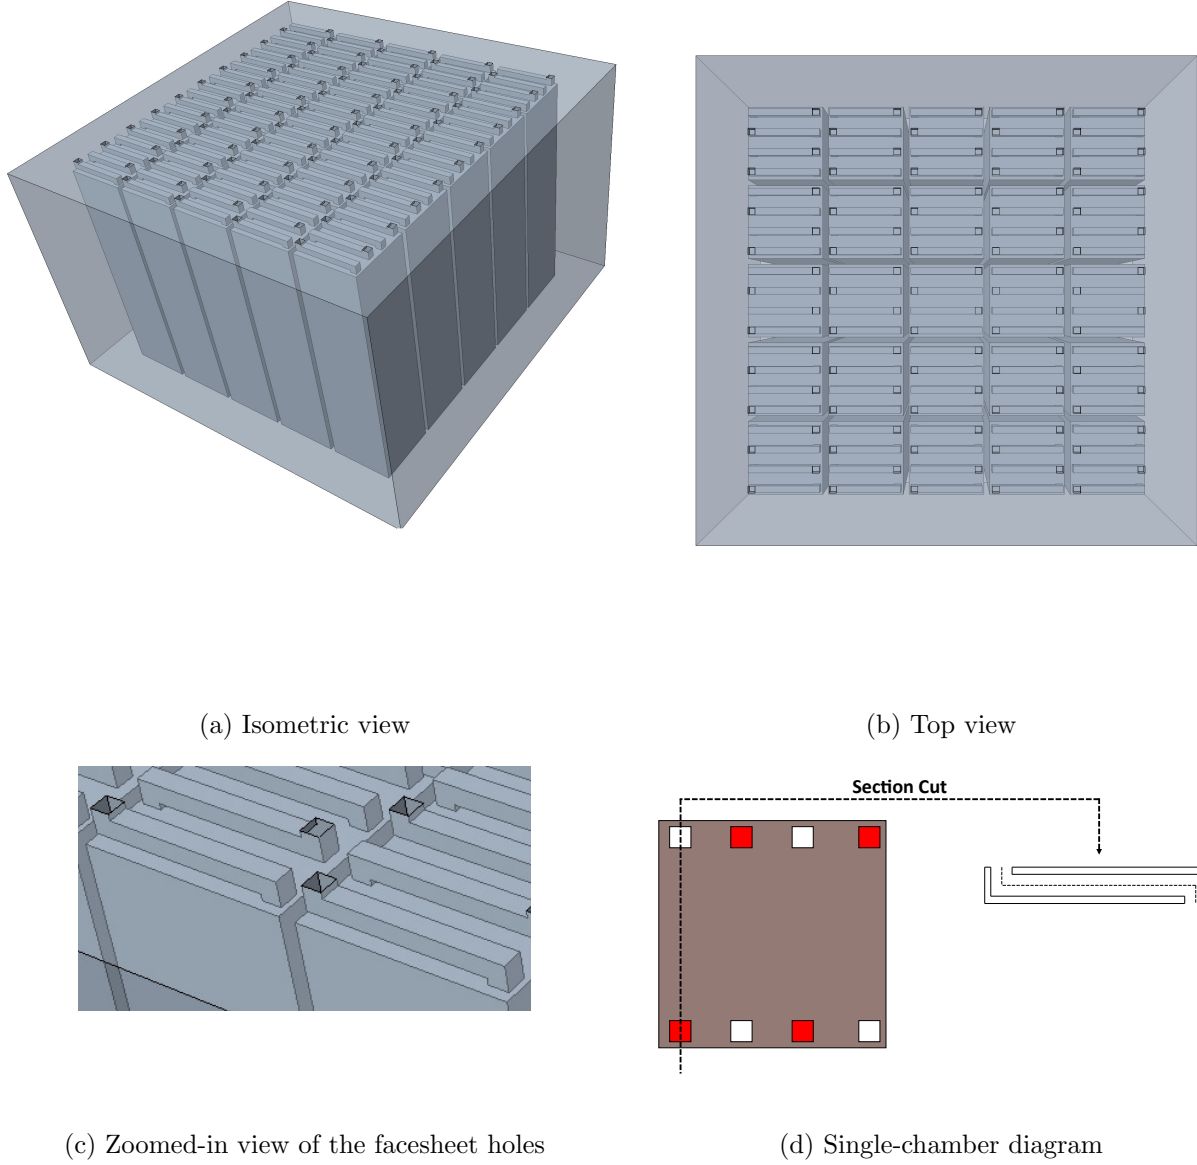 (a) Isometric view
(b) Top view
Section Cut
(c) Zoomed-in view of the facesheet holes
(d) Single-chamber diagram